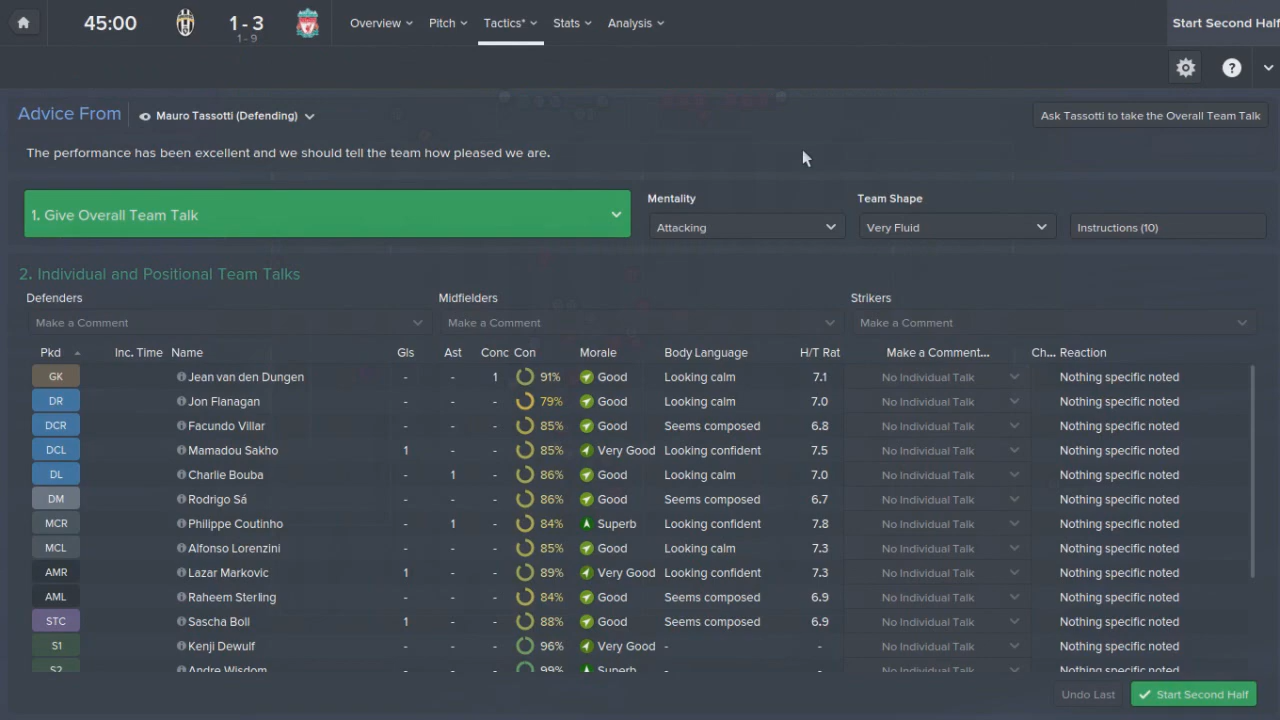 45:00 1 - 3 Overview Pitch Tactics* Stats Analysis Start Second Half
1 - 9
Advice From Mauro Tassotti (Defending) Ask Tassotti to take the Overall Team Talk
The performance has been excellent and we should tell the team how pleased we are.
Mentality Team Shape
1. Give Overall Team Talk Attacking Very Fluid Instructions (10)
2. Individual and Positional Team Talks
Defenders Midfielders Strikers
Make a Comment Make a Comment Make a Comment
Pkd Inc. Time Name Gls Ast Conc Con Morale Body Language H/T Rat Make a Comment... Ch... Reaction
GK Jean van den Dungen - - 1 91% Good Looking calm 7.1 No Individual Talk Nothing specific noted
DR Jon Flanagan - - - 79% Good Looking calm 7.0 No Individual Talk Nothing specific noted
DCR Facundo Villar - - - 85% Good Seems composed 6.8 No Individual Talk Nothing specific noted
DCL Mamadou Sakho 1 - - 85% Very Good Looking confident 7.5 No Individual Talk Nothing specific noted
DL Charlie Bouba - 1 - 86% Good Looking calm 7.0 No Individual Talk Nothing specific noted
DM Rodrigo Sá - - - 86% Good Seems composed 6.7 No Individual Talk Nothing specific noted
MCR Philippe Coutinho - 1 - 84% Superb Looking confident 7.8 No Individual Talk Nothing specific noted
MCL Alfonso Lorenzini - - - 85% Good Looking calm 7.3 No Individual Talk Nothing specific noted
AMR Lazar Markovic 1 - - 89% Very Good Looking confident 7.3 No Individual Talk Nothing specific noted
AML Raheem Sterling - - - 84% Good Seems composed 6.9 No Individual Talk Nothing specific noted
STC Sascha Boll 1 - - 88% Good Seems composed 6.9 No Individual Talk Nothing specific noted
S1 Kenji Dewulf - - - 96% Very Good - - No Individual Talk Nothing specific noted
S2 Andre Wisdom - - - 99% Superb - - No Individual Talk Nothing specific noted
Undo Last Start Second Half